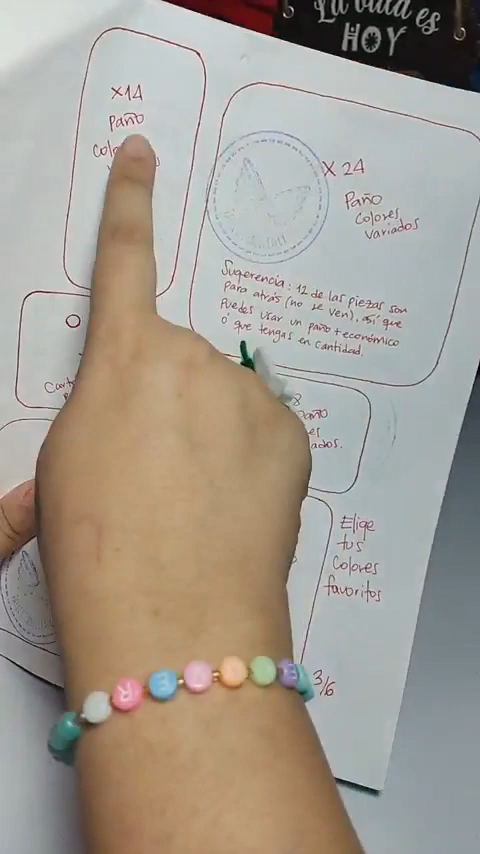 La vida es
HOY
X14
Paño
X 24
Paño
colores
variados
Sugerencia: 12 de las piezas son
para atrás (no se ven), así que
puedes usar un paño + económico
ó que tengas en cantidad.
8
paño
Elige
tus
colores
favoritos
3/6